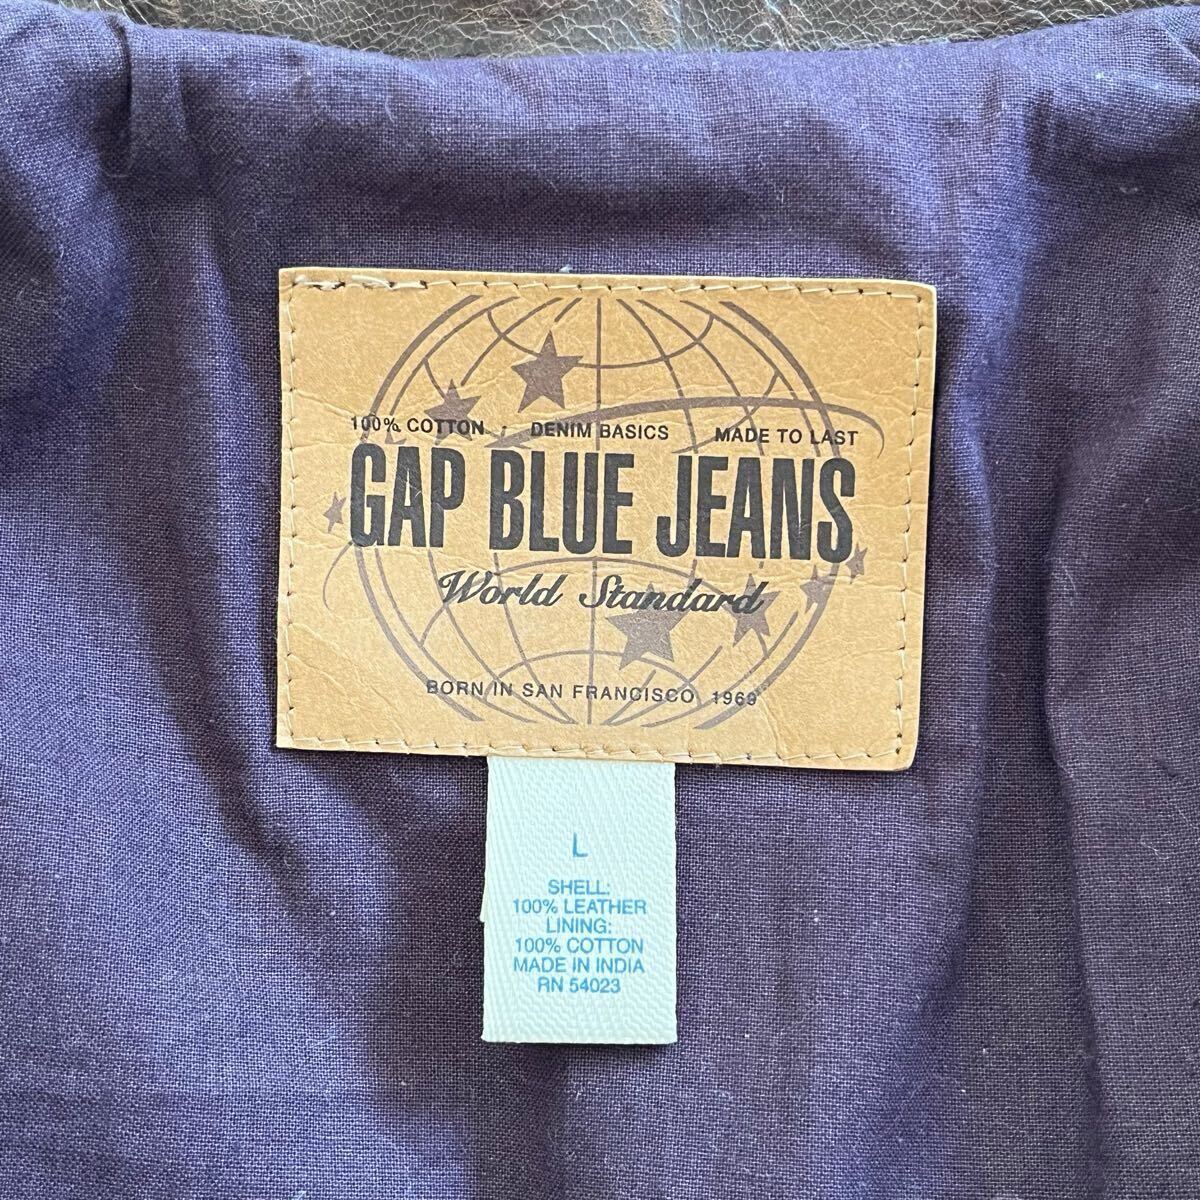 100% COTTON · DENIM BASICS MADE TO LAST
GAP BLUE JEANS
World Standard
BORN IN SAN FRANCISCO, 1969
L
SHELL:
100% LEATHER
LINING:
100% COTTON
MADE IN INDIA
RN 54023